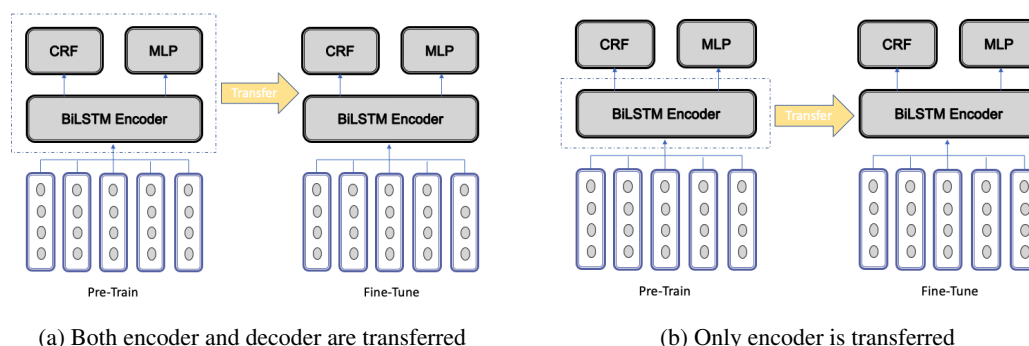 CRF MLP CRF MLP
Transfer
BiLSTM Encoder BiLSTM Encoder
Pre-Train Fine-Tune
(a) Both encoder and decoder are transferred
CRF MLP CRF MLP
Transfer
BiLSTM Encoder BiLSTM Encoder
Pre-Train Fine-Tune
(b) Only encoder is transferred